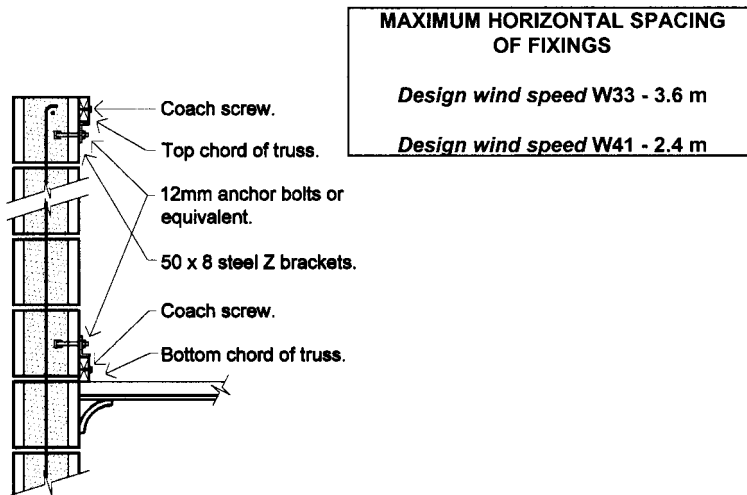 MAXIMUM HORIZONTAL SPACING
OF FIXINGS
Design wind speed W33 - 3.6 m
Design wind speed W41 - 2.4 m
Coach screw.
Top chord of truss.
12mm anchor bolts or
equivalent.
50 x 8 steel Z brackets.
Coach screw.
Bottom chord of truss.